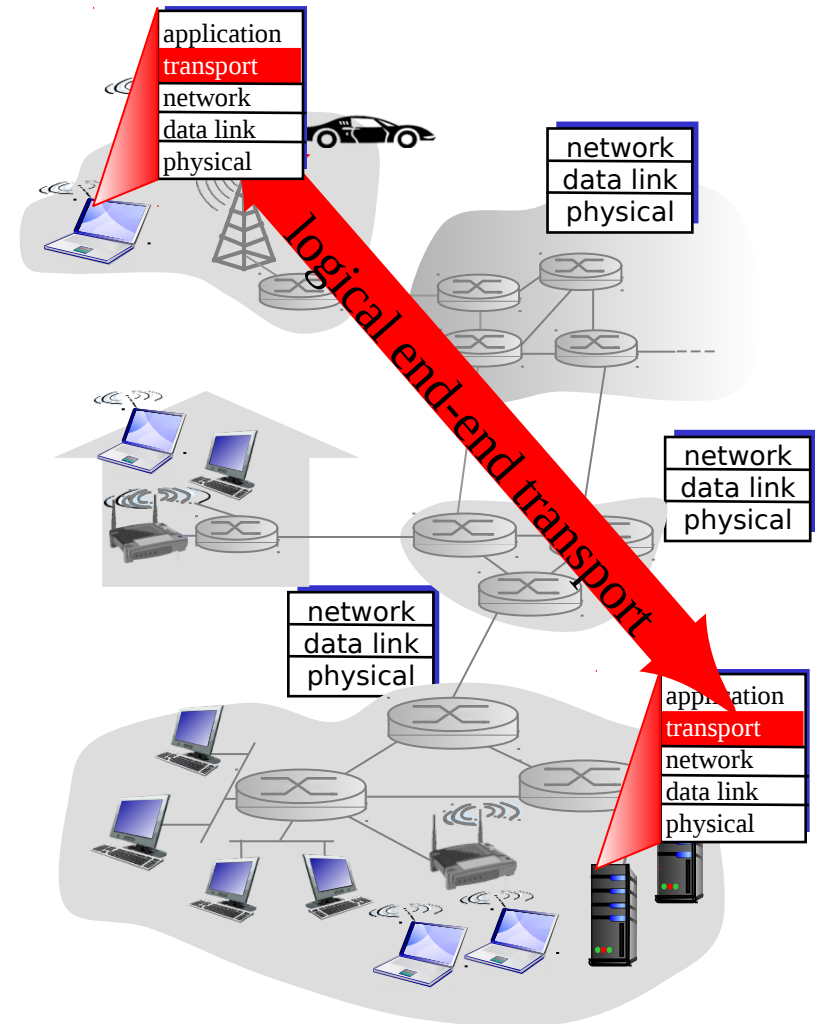 application
transport
network
data link
physical
network
data link
physical
logical end-end transport
network
data link
physical
network
data link
physical
application
transport
network
data link
physical